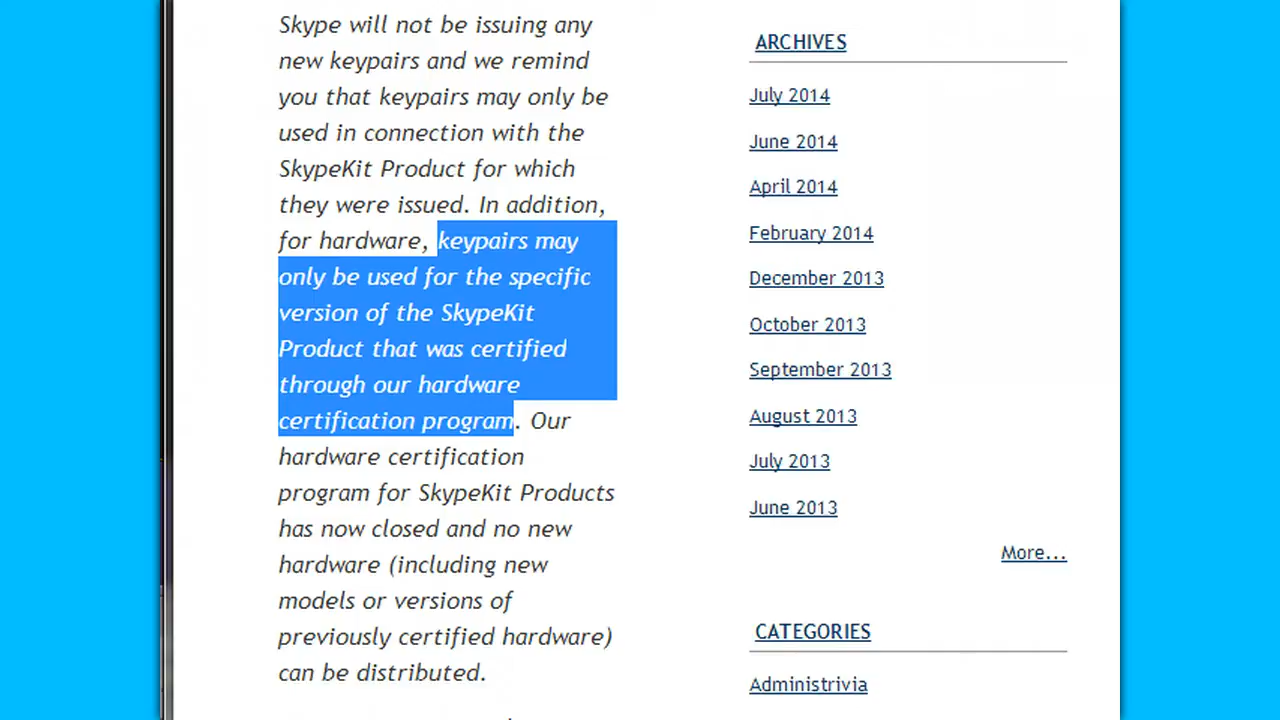 Skype will not be issuing any
new keypairs and we remind
you that keypairs may only be
used in connection with the
SkypeKit Product for which
they were issued. In addition,
for hardware, keypairs may
only be used for the specific
version of the SkypeKit
Product that was certified
through our hardware
certification program. Our
hardware certification
program for SkypeKit Products
has now closed and no new
hardware (including new
models or versions of
previously certified hardware)
can be distributed.
ARCHIVES
July 2014
June 2014
April 2014
February 2014
December 2013
October 2013
September 2013
August 2013
July 2013
June 2013
More...
CATEGORIES
Administrivia